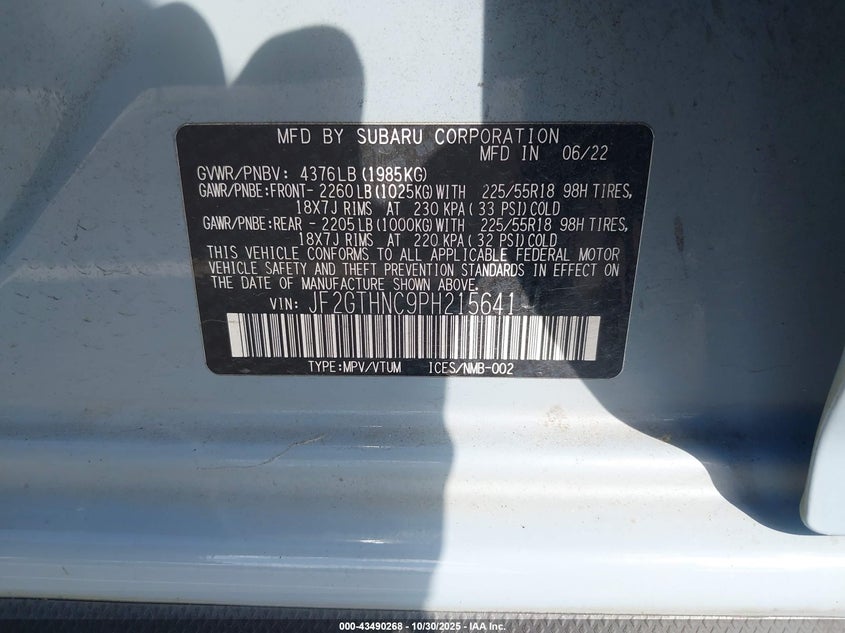 MFD BY SUBARU CORPORATION
MFD IN 06/22
GVWR/PNBV: 4376LB(1985KG)
GAWR/PNBE:FRONT- 2260LB(1025KG)WITH 225/55R18 98H TIRES,
18X7J RIMS AT 230 KPA(33 PSI)COLD
GAWR/PNBE:REAR - 2205LB(1000KG)WITH 225/55R18 98H TIRES,
18X7J RIMS AT 220 KPA(32 PSI)COLD
THIS VEHICLE CONFORMS TO ALL APPLICABLE FEDERAL MOTOR
VEHICLE SAFETY AND THEFT PREVENTION STANDARDS IN EFFECT ON
THE DATE OF MANUFACTURE SHOWN ABOVE.
VIN: JF2GTHNC9PH215641
TYPE:MPV/VTUM ICES/NMB-002
000-43490268 - 10/30/2025 - IAA Inc.